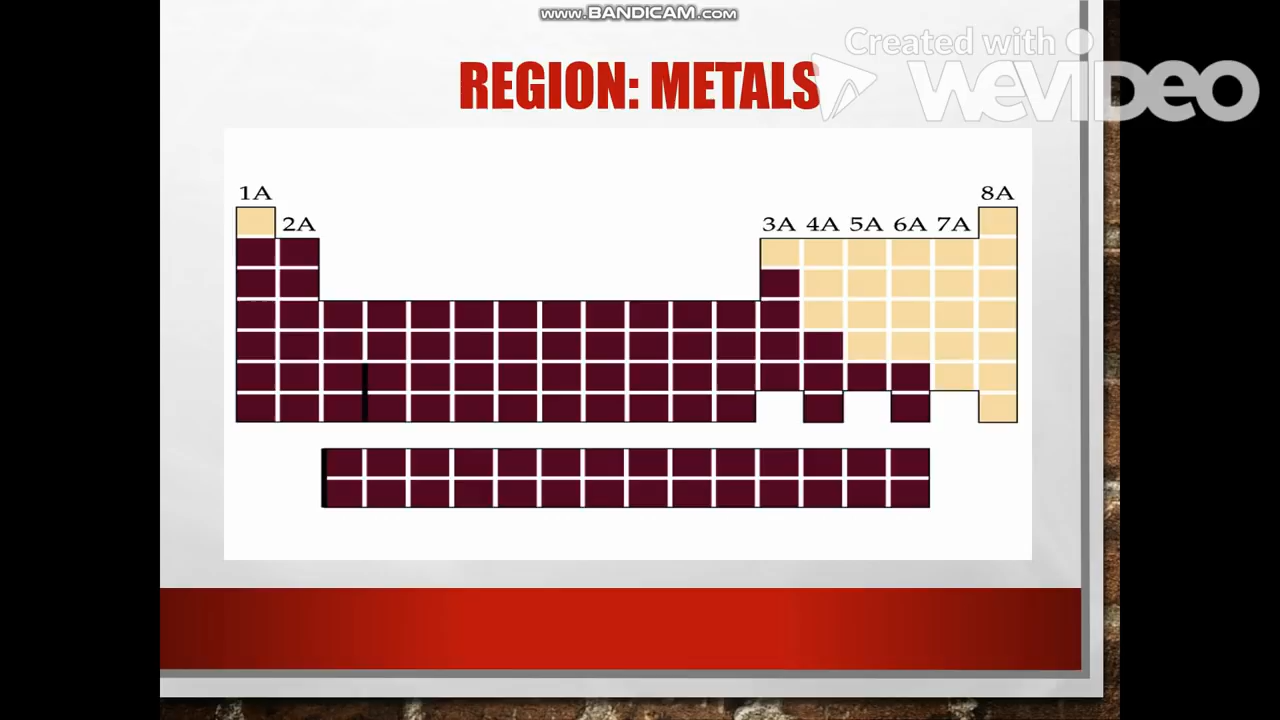 www.BANDICAM.com
Created with
WEVIDEO
REGION: METALS
1A
8A
2A
3A 4A 5A 6A 7A